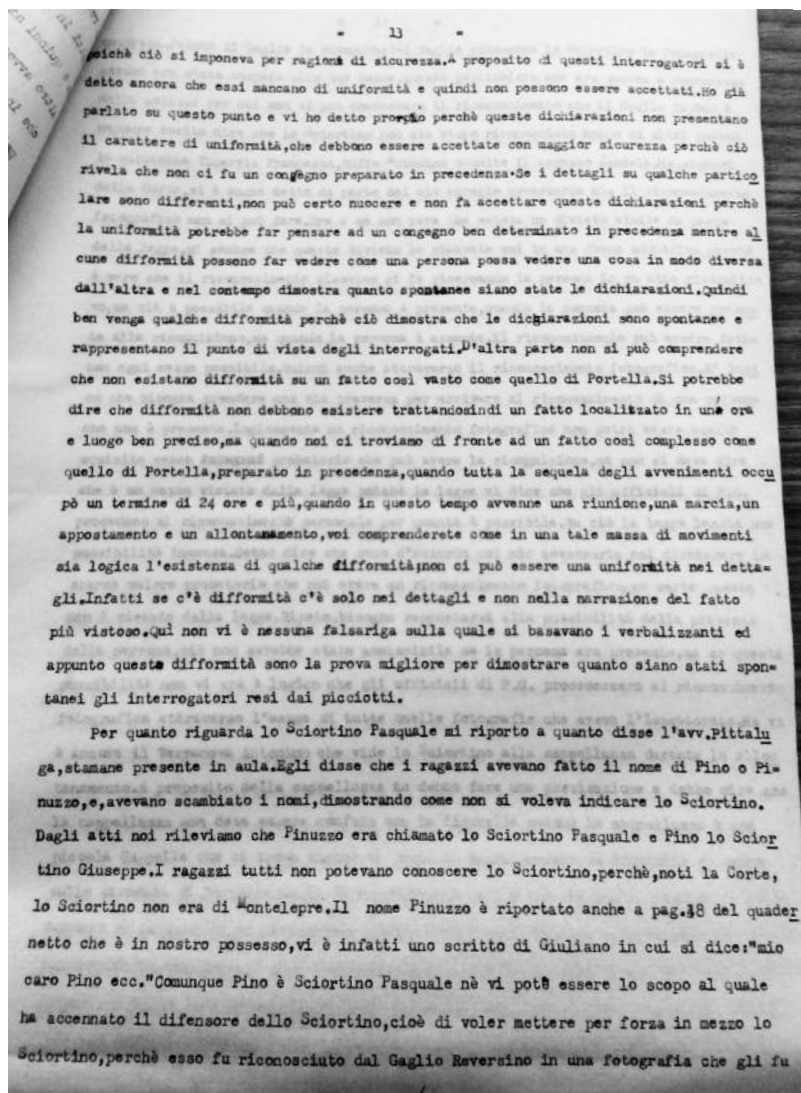 - 13 -
poichè ciò si imponeva per ragioni di sicurezza.A proposito di questi interrogatori si è
detto ancora che essi mancano di uniformità e quindi non possono essere accettati.Ho già
parlato su questo punto e vi ho detto proprio perchè queste dichiarazioni non presentano
il carattere di uniformità,che debbono essere accettate con maggior sicurezza perchè ciò
rivela che non ci fu un congegno preparato in precedenza.Se i dettagli su qualche partico
lare sono differenti,non può certo nuocere e non fa accettare queste dichiarazioni perchè
la uniformità potrebbe far pensare ad un congegno ben determinato in precedenza mentre al
cune difformità possono far vedere come una persona possa vedere una cosa in modo diversa
dall'altra e nel contempo dimostra quanto spontanee siano state le dichiarazioni.Quindi
ben venga qualche difformità perchè ciò dimostra che le dichiarazioni sono spontanee e
rappresentano il punto di vista degli interrogati.D'altra parte non si può comprendere
che non esistano difformità su un fatto così vasto come quello di Portella.Si potrebbe
dire che difformità non debbono esistere trattandosindi un fatto localitzato in una ora
e luogo ben preciso,ma quando noi ci troviamo di fronte ad un fatto così complesso come
quello di Portella,preparato in precedenza,quando tutta la sequela degli avvenimenti occu
pò un termine di 24 ore e più,quando in questo tempo avvenne una riunione,una marcia,un
appostamento e un allontanamento,voi comprenderete come in una tale massa di movimenti
sia logica l'esistenza di qualche difformità;non ci può essere una uniformità nei detta=
gli.Infatti se c'è difformità c'è solo nei dettagli e non nella narrazione del fatto
più vistoso.Quì non vi è nessuna falsariga sulla quale si basavano i verbalizzanti ed
appunto queste difformità sono la prova migliore per dimostrare quanto siano stati spon=
tanei gli interrogatori resi dai picciotti.
Per quanto riguarda lo Sciortino Pasquale mi riporto a quanto disse l'avv.Pittalu
ga,stamane presente in aula.Egli disse che i ragazzi avevano fatto il nome di Pino o Pi=
nuzzo,e,avevano scambiato i nomi,dimostrando come non si voleva indicare lo Sciortino.
Dagli atti noi rileviamo che Pinuzzo era chiamato lo Sciortino Pasquale e Pino lo Scior
tino Giuseppe.I ragazzi tutti non potevano conoscere lo Sciortino,perchè,noti la Corte,
lo Sciortino non era di Montelepre.Il nome Pinuzzo è riportato anche a pag.18 del quader
netto che è in nostro possesso,vi è infatti uno scritto di Giuliano in cui si dice:"mio
caro Pino ecc."Comunque Pino è Sciortino Pasquale nè vi potè essere lo scopo al quale
ha accennato il difensore dello Sciortino,cioè di voler mettere per forza in mezzo lo
Sciortino,perchè esso fu riconosciuto dal Gaglio Reversino in una fotografia che gli fu